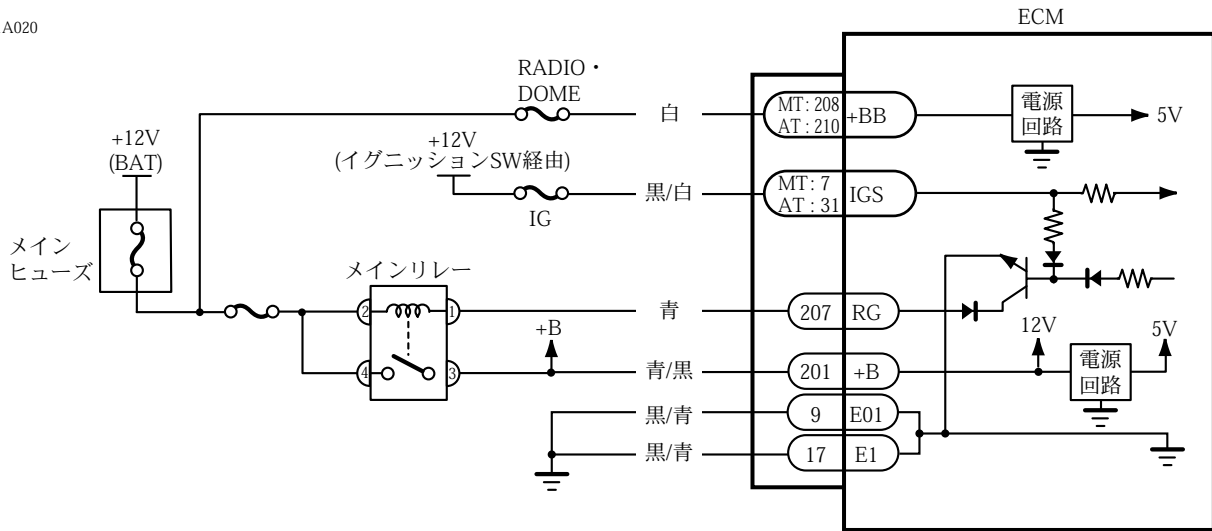 A020
ECM
RADIO・
DOME
白
MT : 208
AT : 210
+BB
電源
回路
5V
+12V
(BAT)
+12V
(イグニッションSW経由)
IG
黒/白
MT : 7
AT : 31
IGS
メイン
ヒューズ
メインリレー
2
1
4
3
青
207
RG
+B
青/黒
201
+B
12V
電源
回路
5V
黒/青
9
E01
黒/青
17
E1